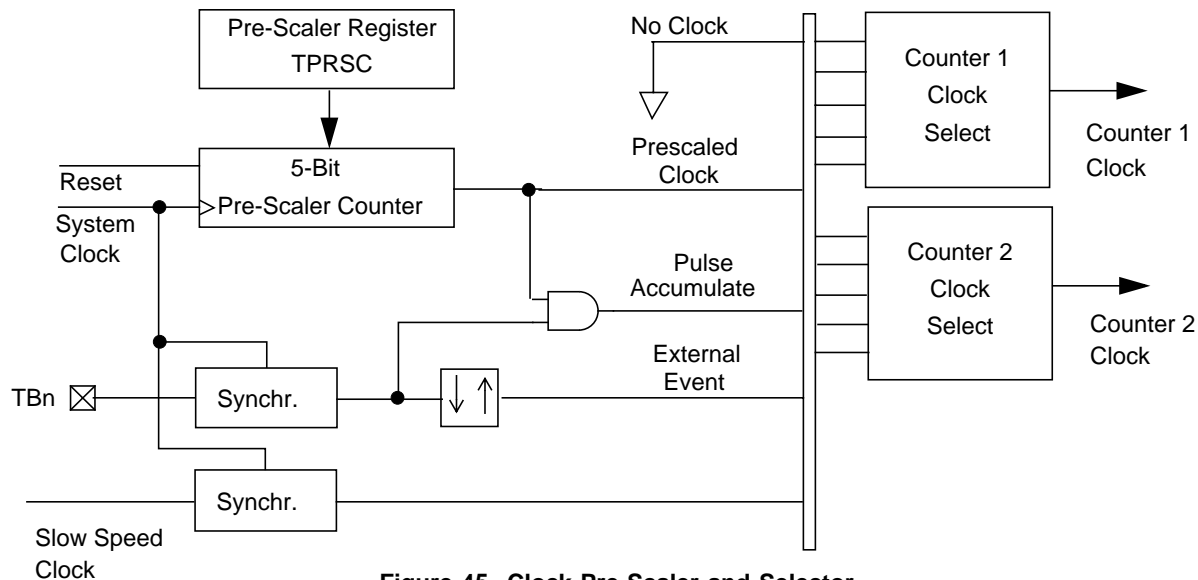 Pre-Scaler Register
TPRSC
No Clock
Counter 1
Clock
Select
Counter 1
Clock
Reset
System
Clock
5-Bit
Pre-Scaler Counter
Prescaled
Clock
Counter 2
Clock
Select
Counter 2
Clock
Pulse
Accumulate
External
Event
TBn
Synchr.
Synchr.
Slow Speed
Clock
Figure 45. Clock Pre-Scaler and Selector